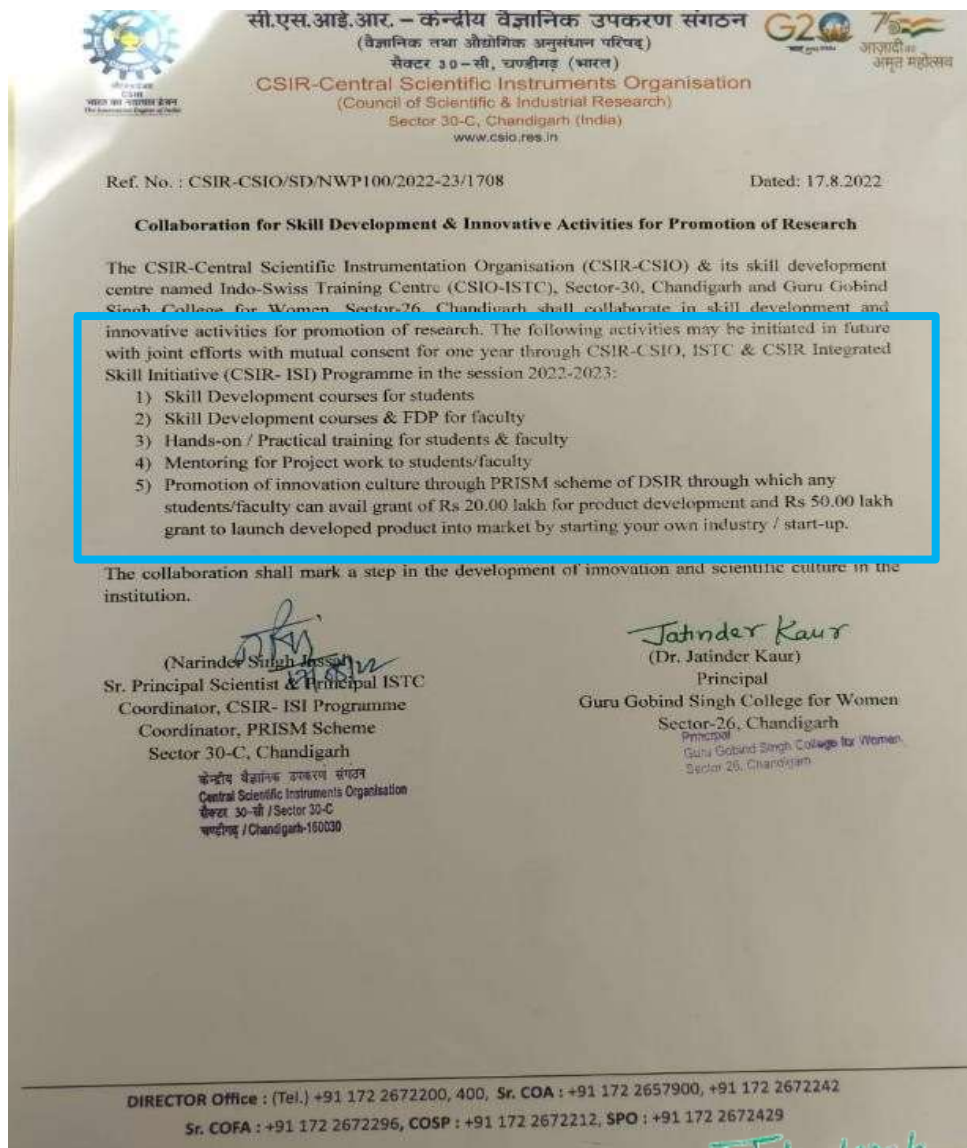 सी.एस.आई.आर. – केन्द्रीय वैज्ञानिक उपकरण संगठन
(वैज्ञानिक तथा औद्योगिक अनुसंधान परिषद्)
सैक्टर ३०–सी, चण्डीगढ़ (भारत)
CSIR-Central Scientific Instruments Organisation
(Council of Scientific & Industrial Research)
Sector 30-C, Chandigarh (India)
www.csio.res.in
CSIR
The Innovation Engine of India
G20
75
आज़ादी का
अमृत महोत्सव
Ref. No. : CSIR-CSIO/SD/NWP100/2022-23/1708 Dated: 17.8.2022
Collaboration for Skill Development & Innovative Activities for Promotion of Research
The CSIR-Central Scientific Instrumentation Organisation (CSIR-CSIO) & its skill development
centre named Indo-Swiss Training Centre (CSIO-ISTC), Sector-30, Chandigarh and Guru Gobind
Singh College for Women, Sector-26, Chandigarh shall collaborate in skill development and
innovative activities for promotion of research. The following activities may be initiated in future
with joint efforts with mutual consent for one year through CSIR-CSIO, ISTC & CSIR Integrated
Skill Initiative (CSIR- ISI) Programme in the session 2022-2023:
1) Skill Development courses for students
2) Skill Development courses & FDP for faculty
3) Hands-on / Practical training for students & faculty
4) Mentoring for Project work to students/faculty
5) Promotion of innovation culture through PRISM scheme of DSIR through which any
students/faculty can avail grant of Rs 20.00 lakh for product development and Rs 50.00 lakh
grant to launch developed product into market by starting your own industry / start-up.
The collaboration shall mark a step in the development of innovation and scientific culture in the
institution.
(Narinder Singh Jassal)
Sr. Principal Scientist & Principal ISTC
Coordinator, CSIR- ISI Programme
Coordinator, PRISM Scheme
Sector 30-C, Chandigarh
केन्द्रीय वैज्ञानिक उपकरण संगठन
Central Scientific Instruments Organisation
सैक्टर 30-सी / Sector 30-C
चण्डीगढ़ / Chandigarh-160030
Jatinder Kaur
(Dr. Jatinder Kaur)
Principal
Guru Gobind Singh College for Women
Sector-26, Chandigarh
Principal
Guru Gobind Singh College for Women,
Sector 26, Chandigarh
DIRECTOR Office : (Tel.) +91 172 2672200, 400, Sr. COA : +91 172 2657900, +91 172 2672242
Sr. COFA : +91 172 2672296, COSP : +91 172 2672212, SPO : +91 172 2672429